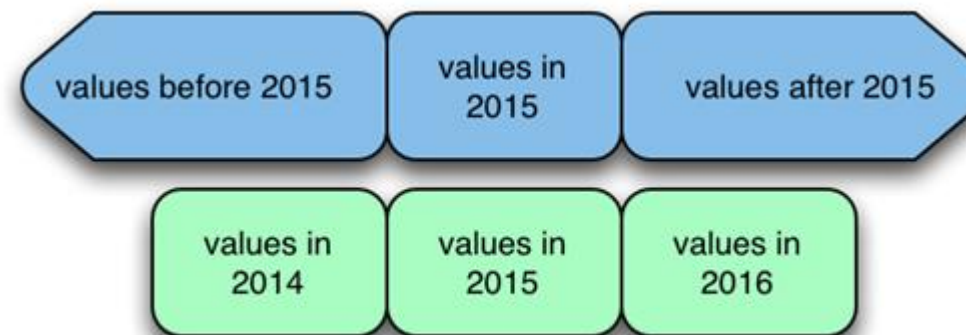 values before 2015
values in
2015
values after 2015
values in
2014
values in
2015
values in
2016